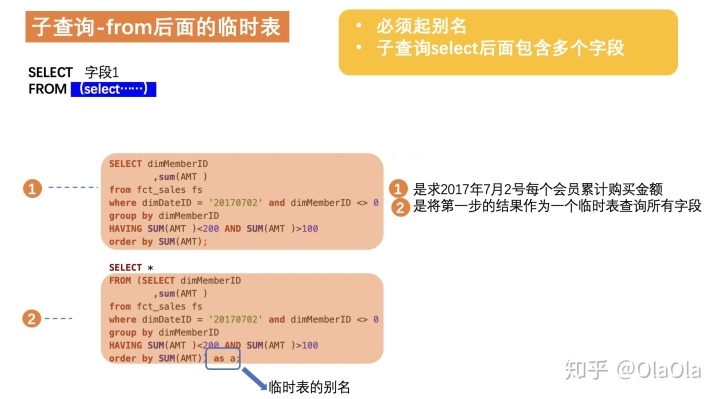 子查询-from后面的临时表
• 必须起别名
• 子查询select后面包含多个字段
SELECT 字段1
FROM （select……）
1
SELECT dimMemberID
,sum(AMT )
from fct_sales fs
where dimDateID = '20170702' and dimMemberID <> 0
group by dimMemberID
HAVING SUM(AMT )<200 AND SUM(AMT )>100
order by SUM(AMT);
1 是求2017年7月2号每个会员累计购买金额
2 是将第一步的结果作为一个临时表查询所有字段
2
SELECT *
FROM (SELECT dimMemberID
,sum(AMT )
from fct_sales fs
where dimDateID = '20170702' and dimMemberID <> 0
group by dimMemberID
HAVING SUM(AMT )<200 AND SUM(AMT )>100
order by SUM(AMT)) as a;
临时表的别名
知乎 @OlaOla